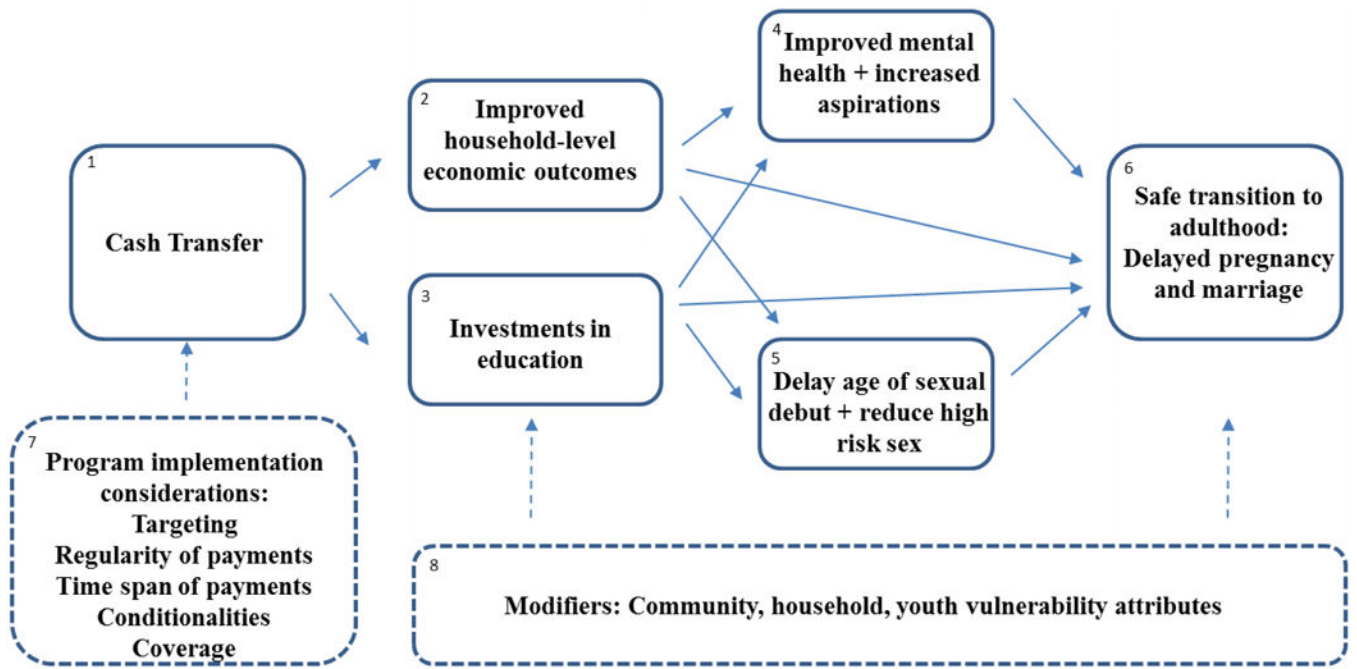 1
Cash Transfer
2
Improved
household-level
economic outcomes
3
Investments in
education
4
Improved mental
health + increased
aspirations
5
Delay age of sexual
debut + reduce high
risk sex
6
Safe transition to
adulthood:
Delayed pregnancy
and marriage
7
Program implementation
considerations:
Targeting
Regularity of payments
Time span of payments
Conditionalities
Coverage
8
Modifiers: Community, household, youth vulnerability attributes